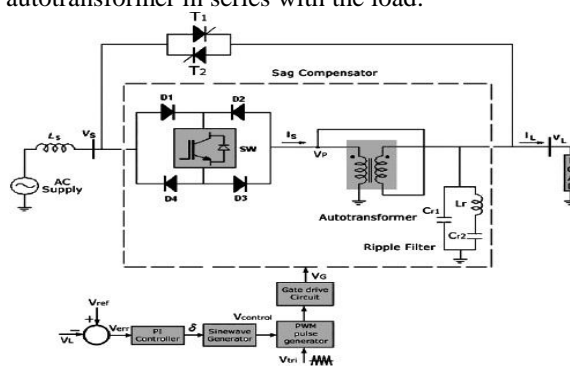 autotransformer in series with the load.
T1
T2
Sag Compensator
D1
D2
Ls
Vs
Is
IL
VL
SW
VP
AC
Supply
D4
D3
Autotransformer
Cr1
Lr
Cr2
Ripple Filter
VG
Gate drive
Circuit
Vref
Vcontrol
+
−
VL
Verr
PI
Controller
δ
Sinewave
Generator
PWM
pulse
generator
Vtri